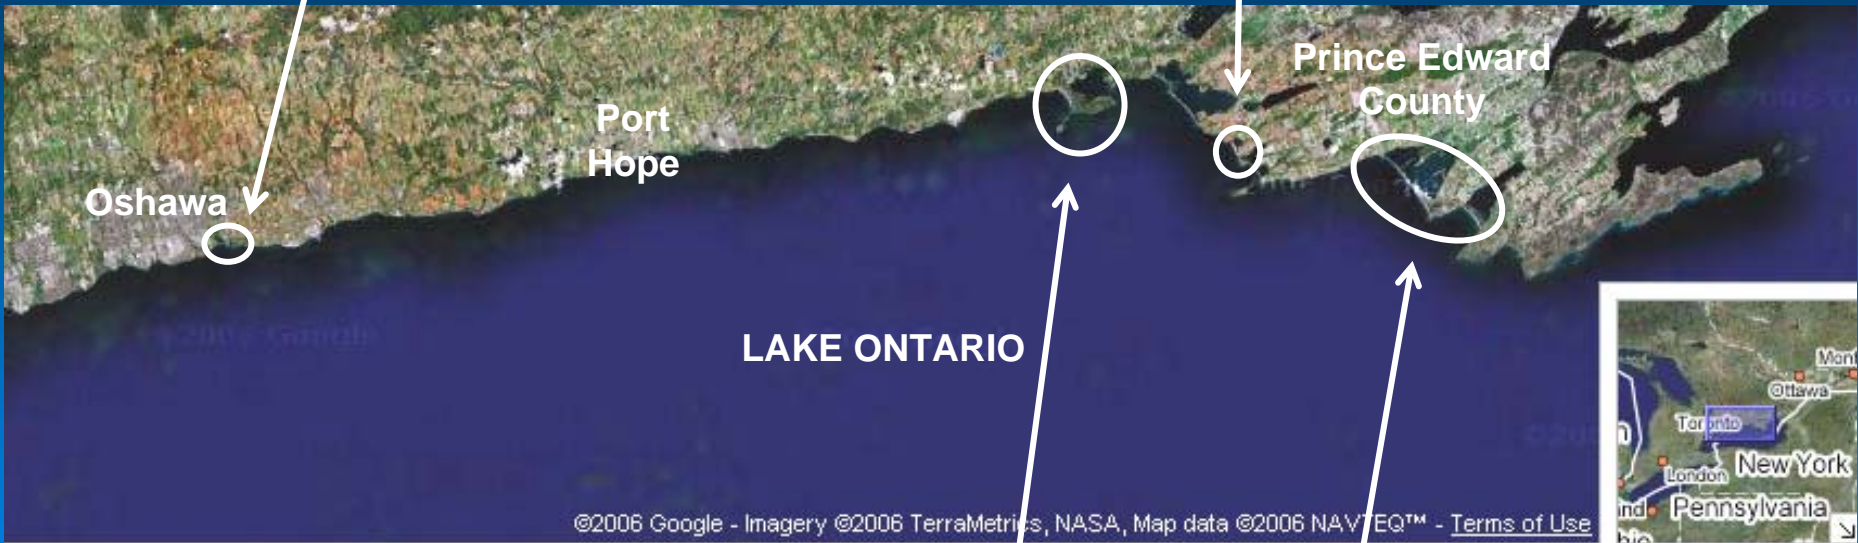 Prince Edward
County
Port
Hope
Oshawa
LAKE ONTARIO
Ottawa
Toronto
New York
London
Pennsylvania
©2006 Google - Imagery ©2006 TerraMetrics, NASA, Map data ©2006 NAVTEQ™ - Terms of Use